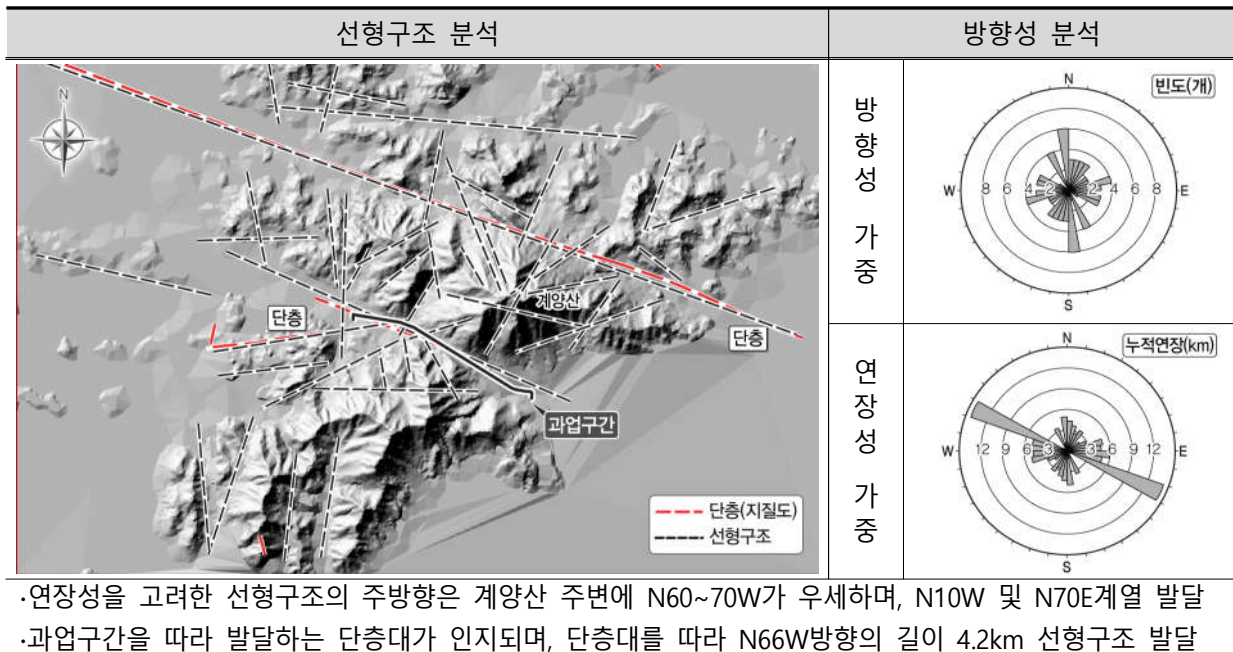 선형구조 분석
방향성 분석
N
계양산
단층
단층
과업구간
단층(지질도)
선형구조
방향성 가중
N
빈도(개)
W 8 6 4 2 2 4 6 8 E
S
연장성 가중
N
누적연장(km)
W 12 9 6 3 3 6 9 12 E
S
·연장성을 고려한 선형구조의 주방향은 계양산 주변에 N60~70W가 우세하며, N10W 및 N70E계열 발달
·과업구간을 따라 발달하는 단층대가 인지되며, 단층대를 따라 N66W방향의 길이 4.2km 선형구조 발달